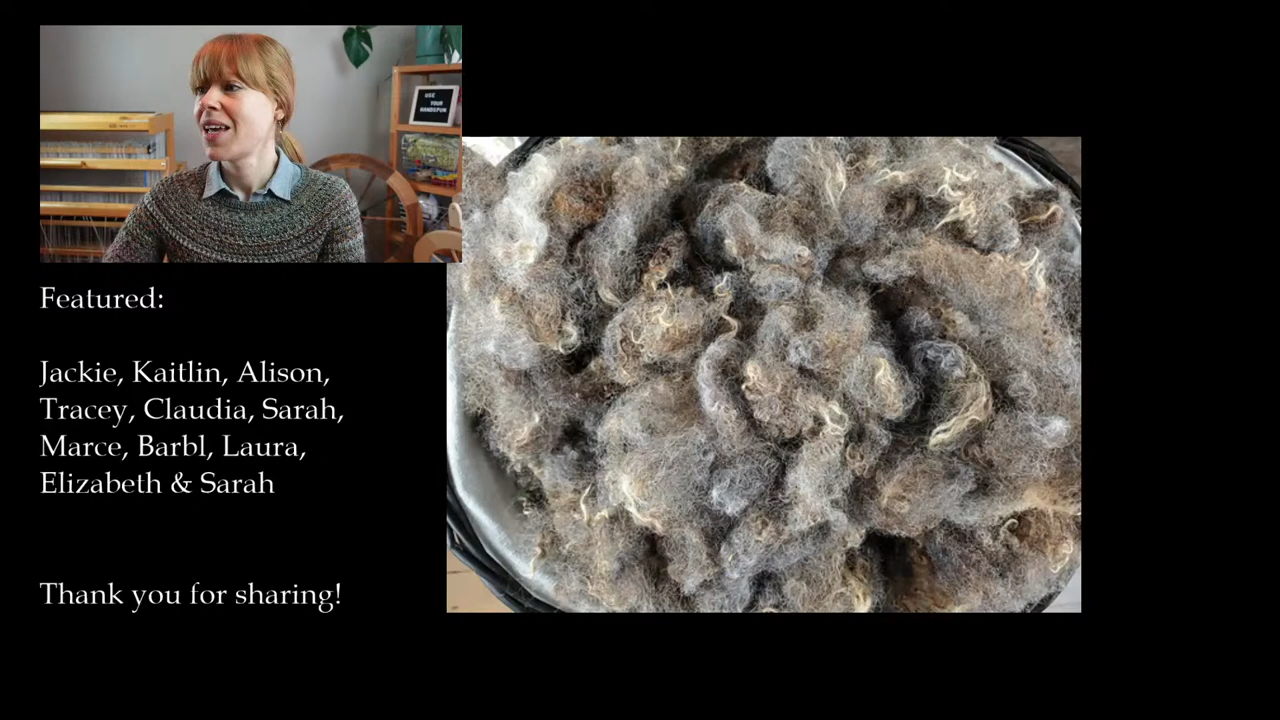 USE
YOUR
HANDSPUN
Featured:
Jackie, Kaitlin, Alison,
Tracey, Claudia, Sarah,
Marce, Barbl, Laura,
Elizabeth & Sarah
Thank you for sharing!